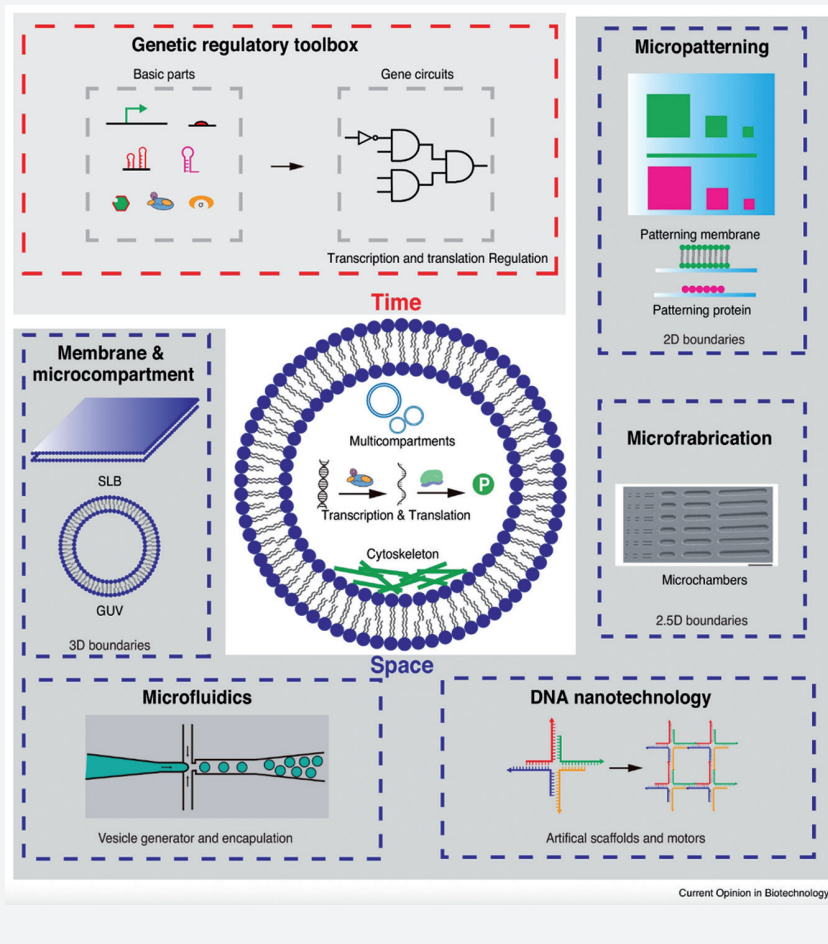 Genetic regulatory toolbox
Basic parts
Gene circuits
σ
Transcription and translation Regulation
Micropatterning
Patterning membrane
Patterning protein
2D boundaries
Time
Membrane &
microcompartment
SLB
GUV
3D boundaries
Multicompartments
P
Transcription & Translation
Cytoskeleton
Microfrabrication
Microchambers
2.5D boundaries
Space
Microfluidics
Vesicle generator and encapulation
DNA nanotechnology
Artifical scaffolds and motors
Current Opinion in Biotechnology